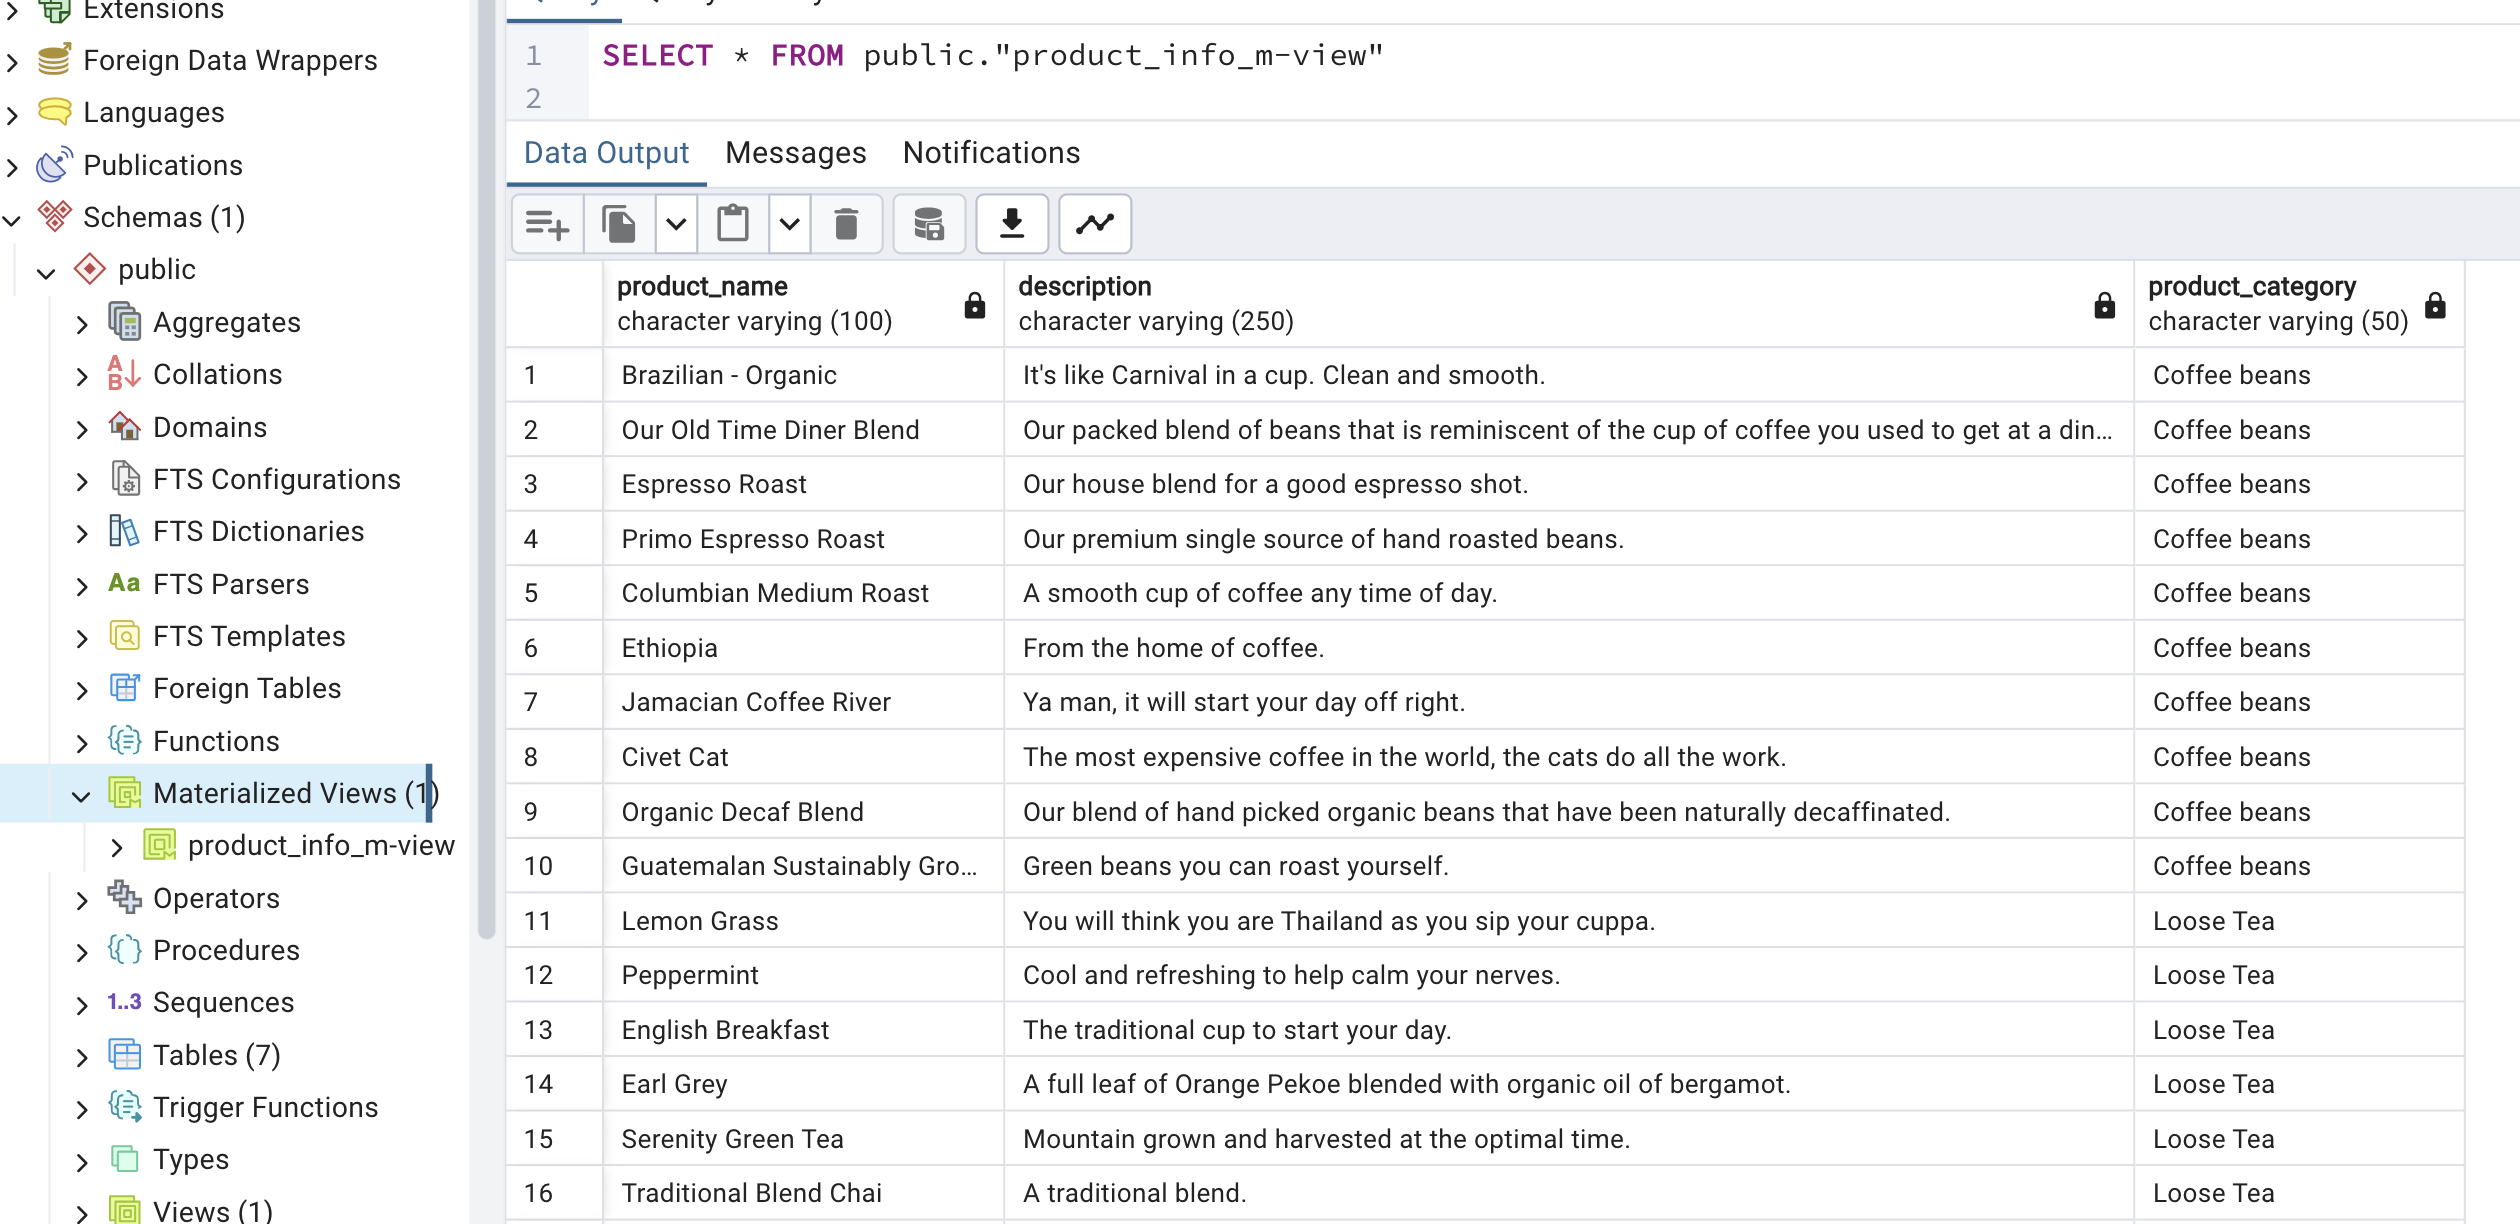 Extensions
Foreign Data Wrappers
Languages
Publications
Schemas (1)
public
Aggregates
Collations
Domains
FTS Configurations
FTS Dictionaries
Aa FTS Parsers
FTS Templates
Foreign Tables
Functions
Materialized Views (1)
product_info_m-view
Operators
Procedures
1..3 Sequences
Tables (7)
Trigger Functions
Types
Views (1)
1 SELECT * FROM public."product_info_m-view"
2
Data Output Messages Notifications
product_name description product_category
character varying (100) character varying (250) character varying (50)
1 Brazilian - Organic It's like Carnival in a cup. Clean and smooth. Coffee beans
2 Our Old Time Diner Blend Our packed blend of beans that is reminiscent of the cup of coffee you used to get at a din... Coffee beans
3 Espresso Roast Our house blend for a good espresso shot. Coffee beans
4 Primo Espresso Roast Our premium single source of hand roasted beans. Coffee beans
5 Columbian Medium Roast A smooth cup of coffee any time of day. Coffee beans
6 Ethiopia From the home of coffee. Coffee beans
7 Jamacian Coffee River Ya man, it will start your day off right. Coffee beans
8 Civet Cat The most expensive coffee in the world, the cats do all the work. Coffee beans
9 Organic Decaf Blend Our blend of hand picked organic beans that have been naturally decaffinated. Coffee beans
10 Guatemalan Sustainably Gro... Green beans you can roast yourself. Coffee beans
11 Lemon Grass You will think you are Thailand as you sip your cuppa. Loose Tea
12 Peppermint Cool and refreshing to help calm your nerves. Loose Tea
13 English Breakfast The traditional cup to start your day. Loose Tea
14 Earl Grey A full leaf of Orange Pekoe blended with organic oil of bergamot. Loose Tea
15 Serenity Green Tea Mountain grown and harvested at the optimal time. Loose Tea
16 Traditional Blend Chai A traditional blend. Loose Tea